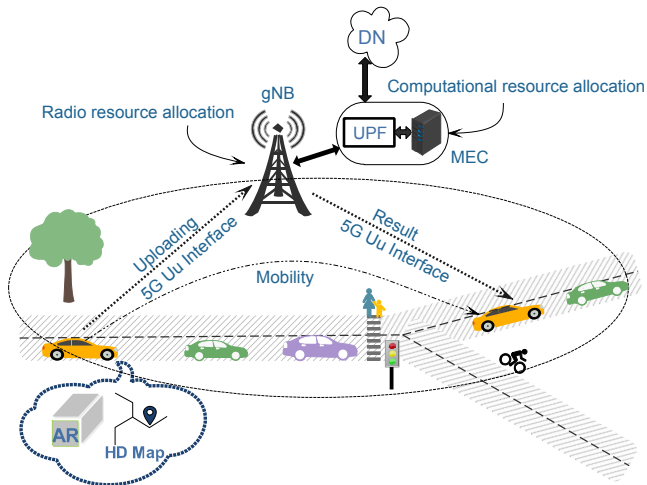 DN
gNB
Computational resource allocation
Radio resource allocation
UPF
MEC
Uploading
5G Uu Interface
Result
5G Uu Interface
Mobility
AR
HD Map